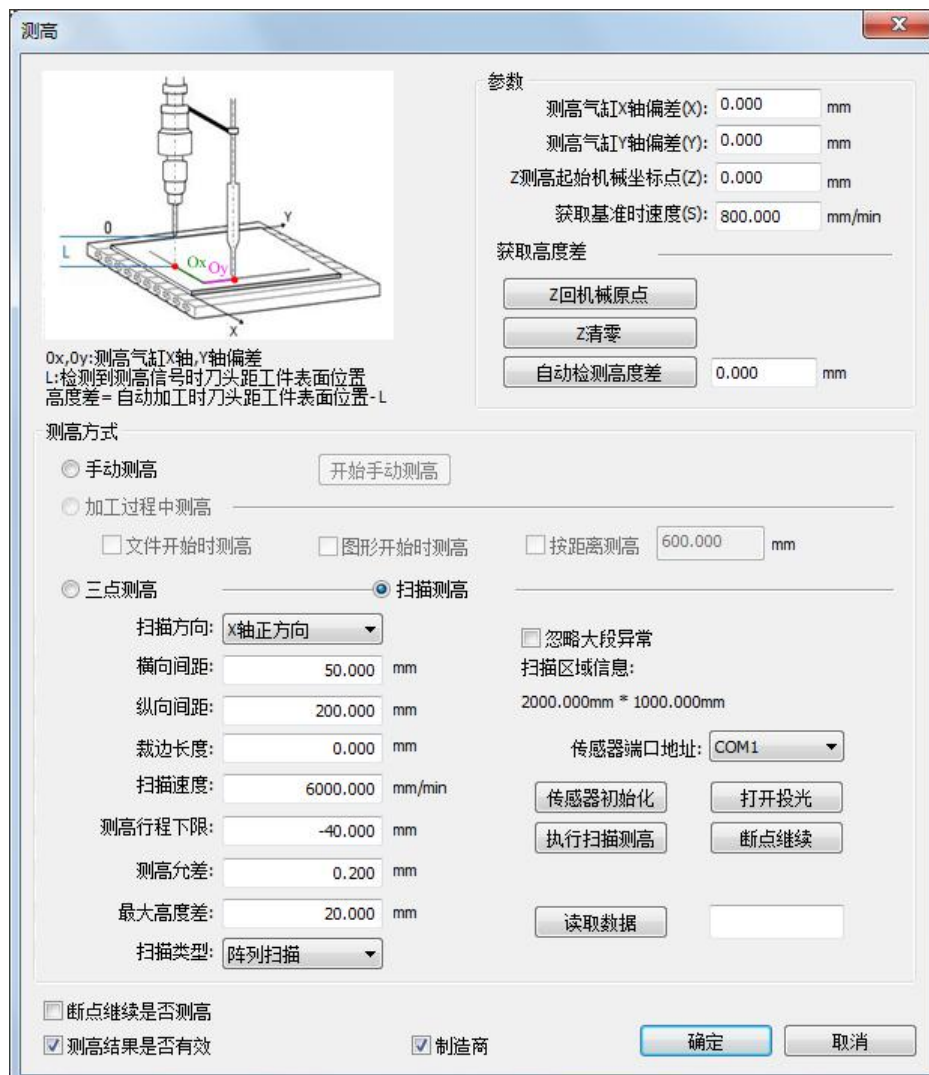 测高
参数
测高气缸X轴偏差(X): 0.000 mm
测高气缸Y轴偏差(Y): 0.000 mm
Z测高起始机械坐标点(Z): 0.000 mm
获取基准时速度(S): 800.000 mm/min
获取高度差
Z回机械原点
Z清零
自动检测高度差 0.000 mm
0
Y
L
Ox
Oy
X
Ox,Oy:测高气缸X轴,Y轴偏差
L:检测到测高信号时刀头距工件表面位置
高度差=自动加工时刀头距工件表面位置-L
测高方式
手动测高 开始手动测高
加工过程中测高
文件开始时测高 图形开始时测高 按距离测高 600.000 mm
三点测高 扫描测高
扫描方向: X轴正方向
横向间距: 50.000 mm
纵向间距: 200.000 mm
裁边长度: 0.000 mm
扫描速度: 6000.000 mm/min
测高行程下限: -40.000 mm
测高允差: 0.200 mm
最大高度差: 20.000 mm
扫描类型: 阵列扫描
忽略大段异常
扫描区域信息:
2000.000mm * 1000.000mm
传感器端口地址: COM1
传感器初始化 打开投光
执行扫描测高 断点继续
读取数据
断点继续是否测高
测高结果是否有效 制造商 确定 取消